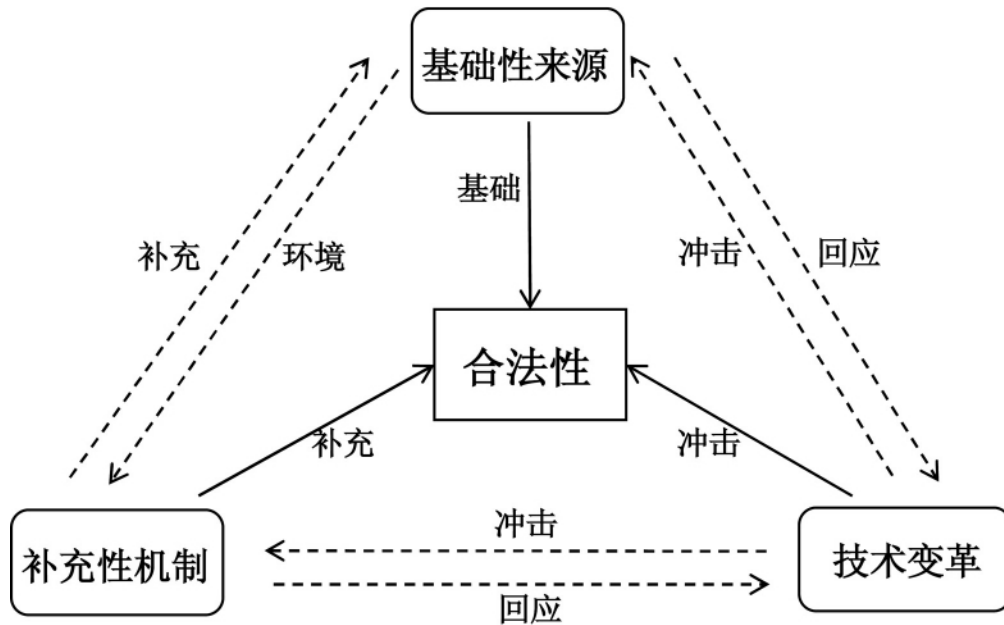 基础性来源
基础
补充
环境
冲击
回应
合法性
补充
冲击
补充性机制
冲击
回应
技术变革